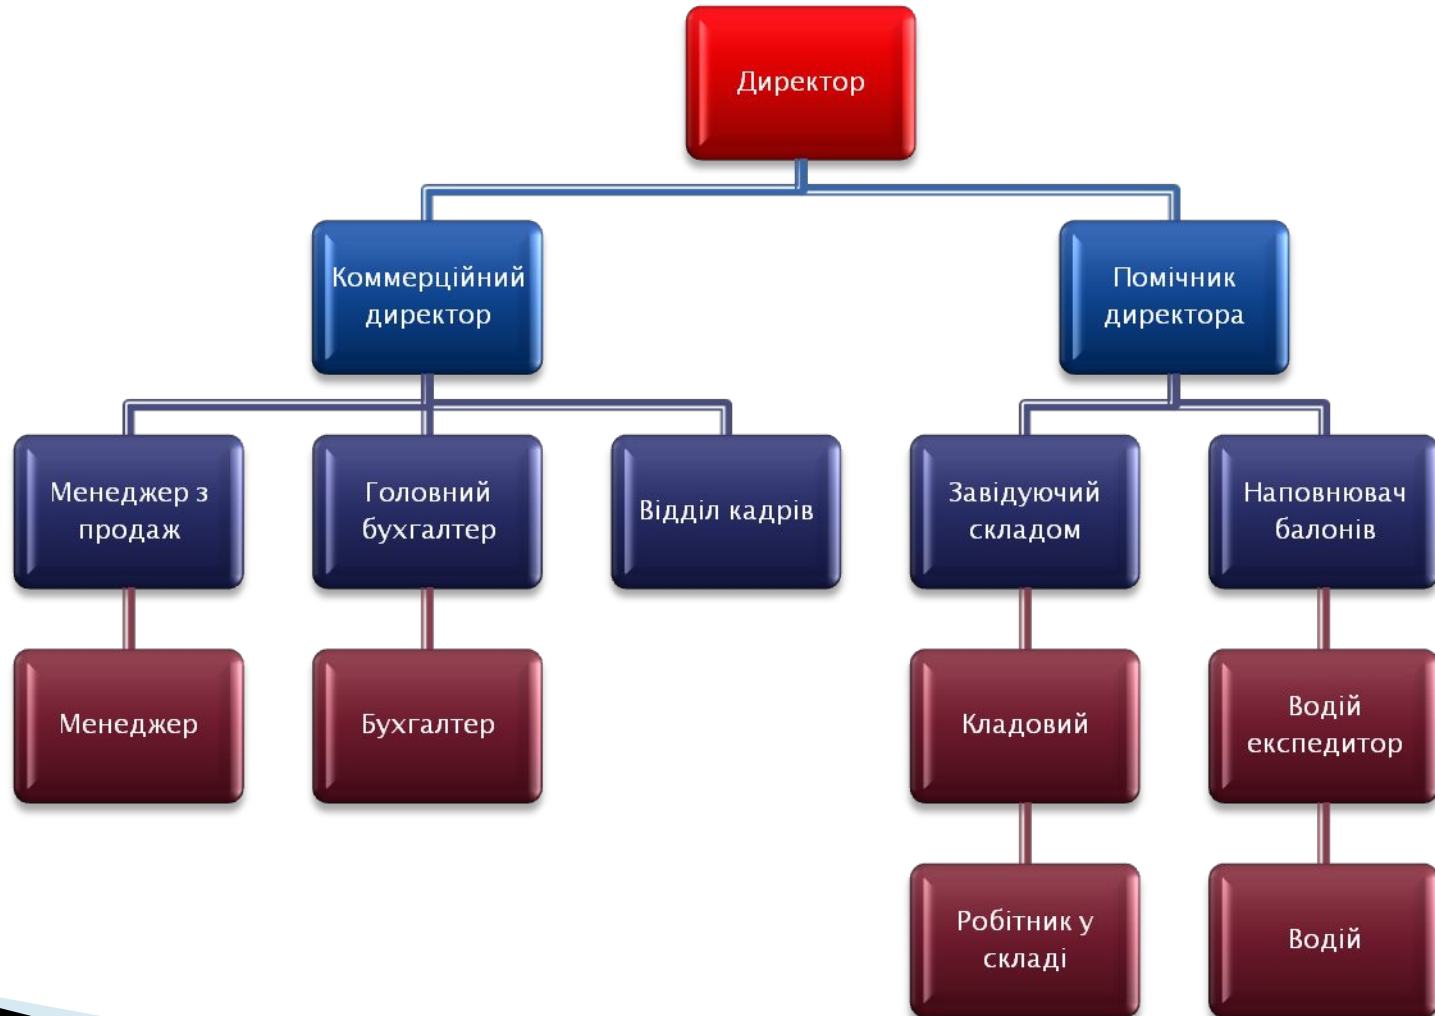 Директор
Коммерційний
директор
Помічник
директора
Менеджер з
продаж
Головний
бухгалтер
Відділ кадрів
Завідуючий
складом
Наповнювач
балонів
Менеджер
Бухгалтер
Кладовий
Водій
експедитор
Робітник у
складі
Водій